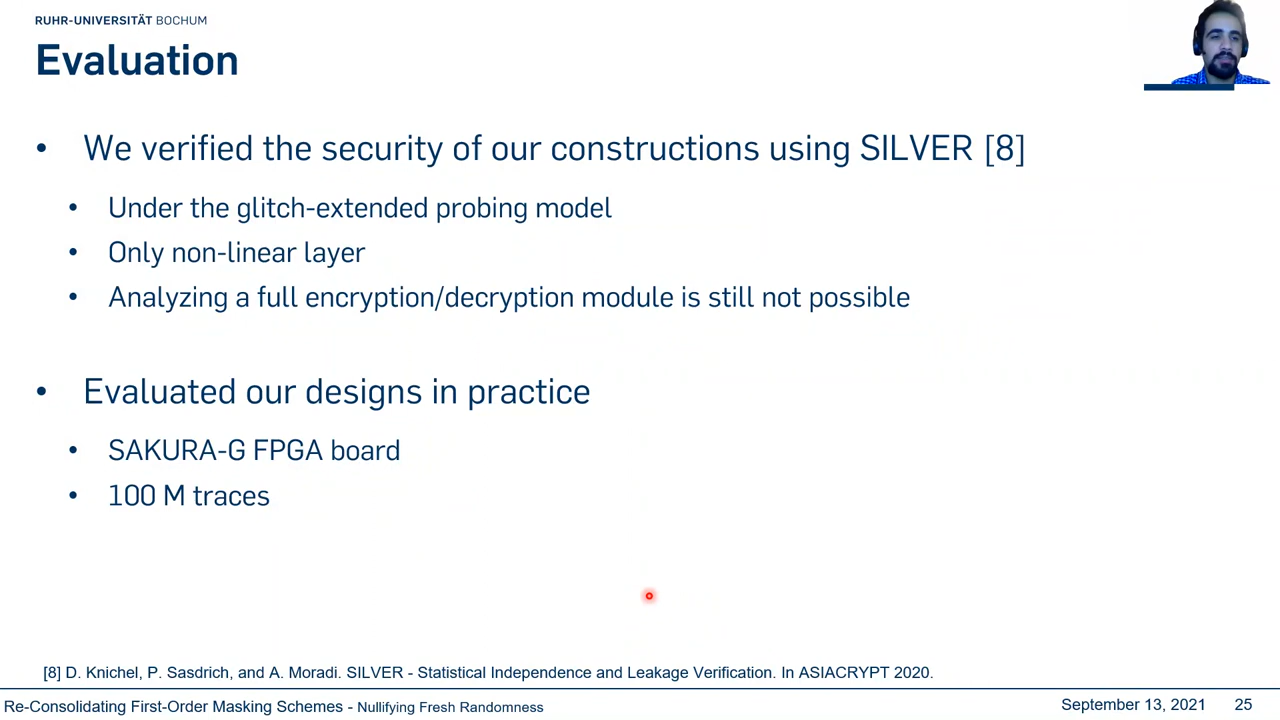 RUHR-UNIVERSITÄT BOCHUM
Evaluation
• We verified the security of our constructions using SILVER [8]
• Under the glitch-extended probing model
• Only non-linear layer
• Analyzing a full encryption/decryption module is still not possible
• Evaluated our designs in practice
• SAKURA-G FPGA board
• 100 M traces
[8] D. Knichel, P. Sasdrich, and A. Moradi. SILVER - Statistical Independence and Leakage Verification. In ASIACRYPT 2020.
Re-Consolidating First-Order Masking Schemes - Nullifying Fresh Randomness September 13, 2021 25